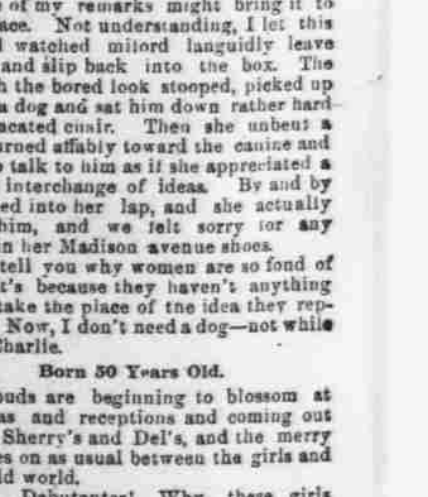 of my remarks might bring it to
ace. Not understanding, I let this
watched milord languidly leave
and slip back into the box. The
h the bored look stooped, picked up
a dog and sat him down rather hard
acated chair. Then she unbent a
urned affably toward the canine and
talk to him as if she appreciated a
interchange of ideas. By and by
ed into her lap, and she actually
him, and we felt sorry for any
in her Madison avenue shoes.
tell you why women are so fond of
t's because they haven't anything
take the place of the idea they rep-
Now, I don't need a dog—not while
Charlie.
Born 50 Years Old.
ouds are beginning to blossom at
as and receptions and coming out
Sherry's and Del's, and the merry
es on as usual between the girls and
ld world.
Debutantes! Why, these girls